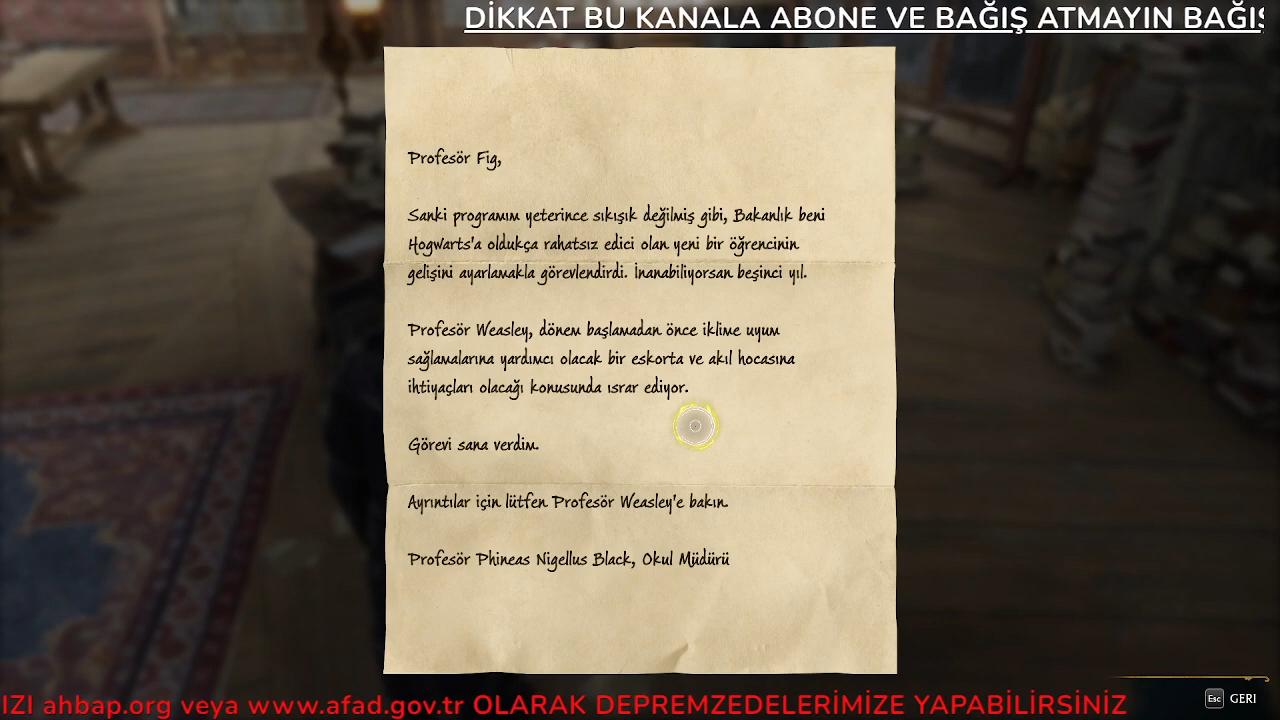 DİKKAT BU KANALA ABONE VE BAĞIŞ ATMAYIN BAĞIŞ
Profesör Fig,
Sanki programım yeterince sıkışık değilmiş gibi, Bakanlık beni
Hogwarts'a oldukça rahatsız edici olan yeni bir öğrencinin
gelişini ayarlamakla görevlendirdi. İnanabiliyorsan beşinci yıl.
Profesör Weasley, dönem başlamadan önce iklime uyum
sağlamalarına yardımcı olacak bir eskorta ve akıl hocasına
ihtiyaçları olacağı konusunda ısrar ediyor.
Görevi sana verdim.
Ayrıntılar için lütfen Profesör Weasley'e bakın.
Profesör Phineas Nigellus Black, Okul Müdürü
IZI ahbap.org veya www.afad.gov.tr OLARAK DEPREMZEDELERİMİZE YAPABİLİRSİNİZ
Esc GERİ